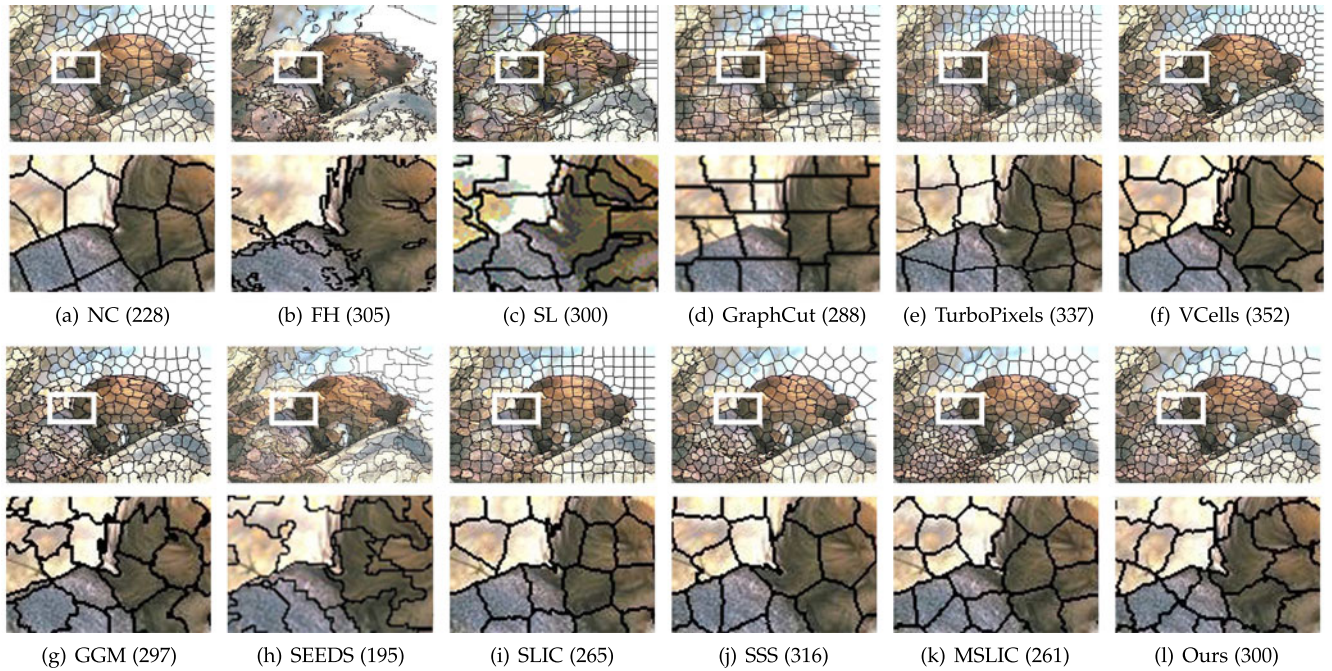 (a) NC (228) (b) FH (305) (c) SL (300) (d) GraphCut (288) (e) TurboPixels (337) (f) VCells (352)
(g) GGM (297) (h) SEEDS (195) (i) SLIC (265) (j) SSS (316) (k) MSLIC (261) (l) Ours (300)